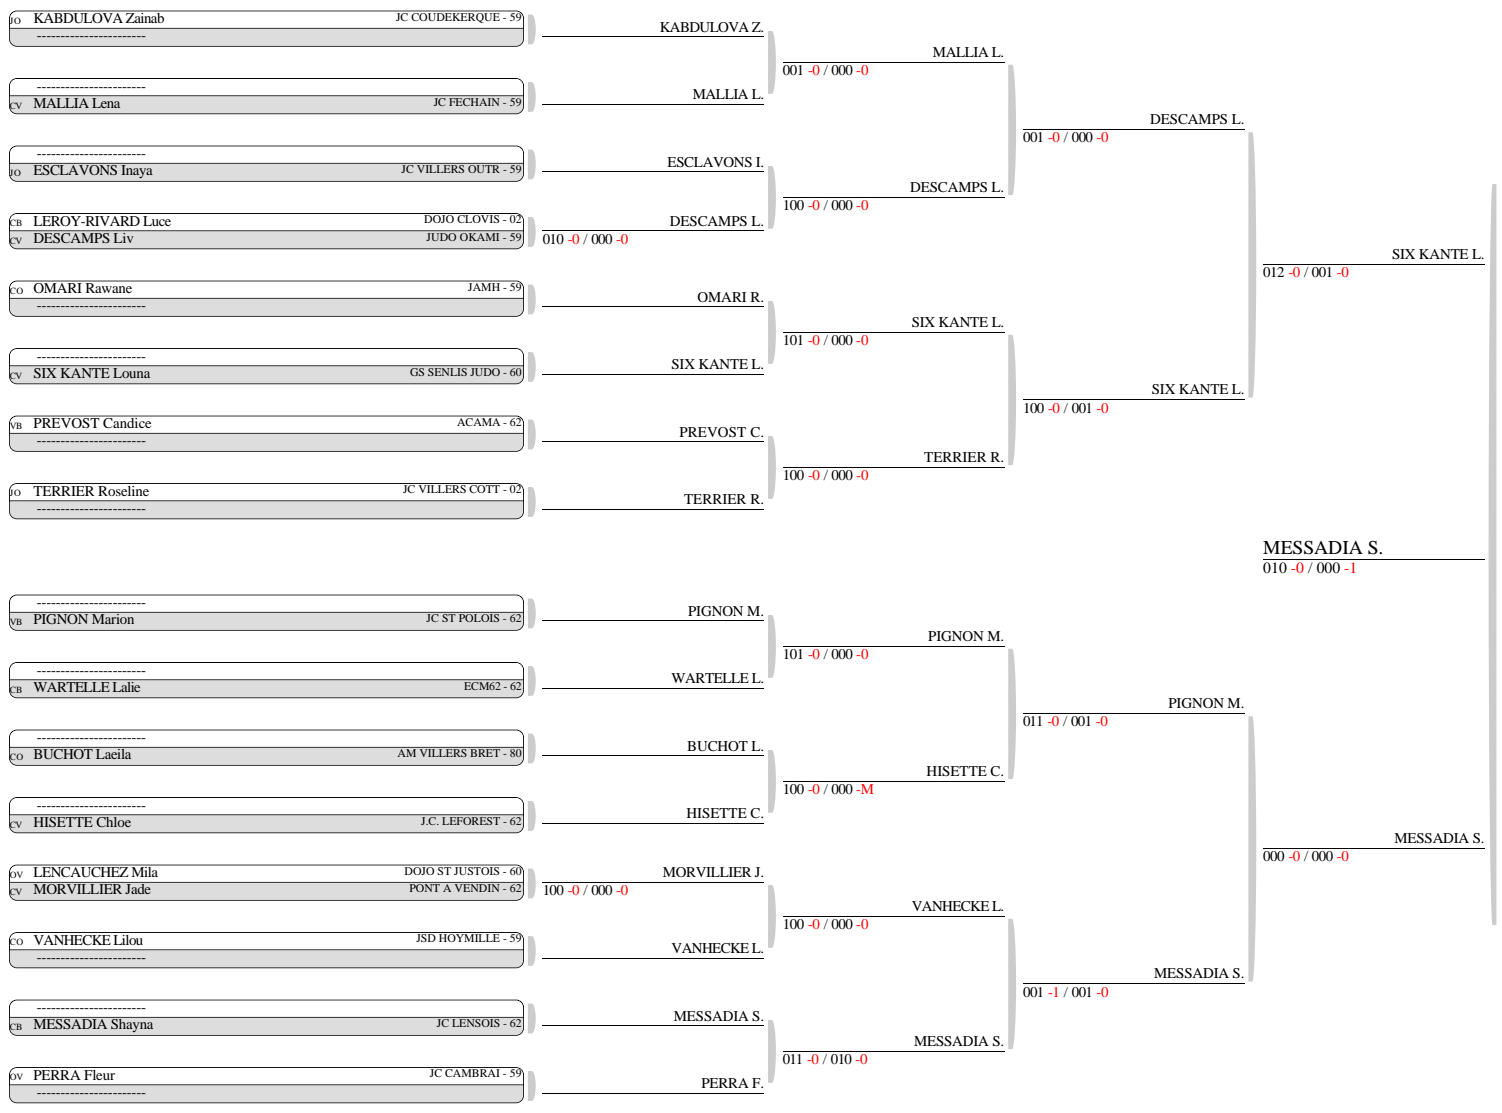 JO KABDULOVA Zainab JC COUDEKERQUE - 59
-----------------------
KABDULOVA Z.
MALLIA L.
001 -0 / 000 -0
-----------------------
CV MALLIA Lena JC FECHAIN - 59
MALLIA L.
DESCAMPS L.
001 -0 / 000 -0
-----------------------
JO ESCLAVONS Inaya JC VILLERS OUTR - 59
ESCLAVONS I.
DESCAMPS L.
100 -0 / 000 -0
CB LEROY-RIVARD Luce DOJO CLOVIS - 02
CV DESCAMPS Liv JUDO OKAMI - 59
DESCAMPS L.
010 -0 / 000 -0
SIX KANTE L.
012 -0 / 001 -0
CO OMARI Rawane JAMH - 59
-----------------------
OMARI R.
SIX KANTE L.
101 -0 / 000 -0
-----------------------
CV SIX KANTE Louna GS SENLIS JUDO - 60
SIX KANTE L.
SIX KANTE L.
100 -0 / 001 -0
VB PREVOST Candice ACAMA - 62
-----------------------
PREVOST C.
TERRIER R.
100 -0 / 000 -0
JO TERRIER Roseline JC VILLERS COTT - 02
-----------------------
TERRIER R.
MESSADIA S.
010 -0 / 000 -1
-----------------------
VB PIGNON Marion JC ST POLOIS - 62
PIGNON M.
PIGNON M.
101 -0 / 000 -0
-----------------------
CB WARTELLE Lalie ECM62 - 62
WARTELLE L.
PIGNON M.
011 -0 / 001 -0
-----------------------
CO BUCHOT Laeila AM VILLERS BRET - 80
BUCHOT L.
HISETTE C.
100 -0 / 000 -M
-----------------------
CV HISETTE Chloe J.C. LEFOREST - 62
HISETTE C.
MESSADIA S.
000 -0 / 000 -0
OV LENCAUCHEZ Mila DOJO ST JUSTOIS - 60
CV MORVILLIER Jade PONT A VENDIN - 62
MORVILLIER J.
100 -0 / 000 -0
VANHECKE L.
100 -0 / 000 -0
CO VANHECKE Lilou JSD HOYMILLE - 59
-----------------------
VANHECKE L.
MESSADIA S.
001 -1 / 001 -0
-----------------------
CB MESSADIA Shayna JC LENSOIS - 62
MESSADIA S.
MESSADIA S.
011 -0 / 010 -0
OV PERRA Fleur JC CAMBRAI - 59
-----------------------
PERRA F.